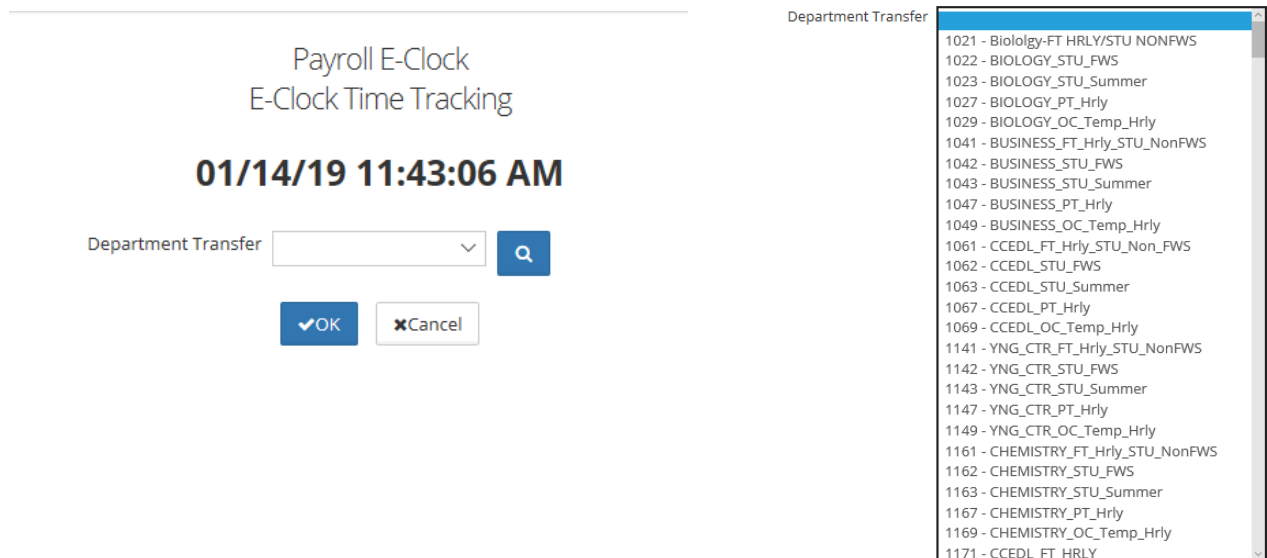 Payroll E-Clock
E-Clock Time Tracking
01/14/19 11:43:06 AM
Department Transfer
OK
Cancel
Department Transfer
1021 - Biololgy-FT HRLY/STU NONFWS
1022 - BIOLOGY_STU_FWS
1023 - BIOLOGY_STU_Summer
1027 - BIOLOGY_PT_Hrly
1029 - BIOLOGY_OC_Temp_Hrly
1041 - BUSINESS_FT_Hrly_STU_NonFWS
1042 - BUSINESS_STU_FWS
1043 - BUSINESS_STU_Summer
1047 - BUSINESS_PT_Hrly
1049 - BUSINESS_OC_Temp_Hrly
1061 - CCEDL_FT_Hrly_STU_Non_FWS
1062 - CCEDL_STU_FWS
1063 - CCEDL_STU_Summer
1067 - CCEDL_PT_Hrly
1069 - CCEDL_OC_Temp_Hrly
1141 - YNG_CTR_FT_Hrly_STU_NonFWS
1142 - YNG_CTR_STU_FWS
1143 - YNG_CTR_STU_Summer
1147 - YNG_CTR_PT_Hrly
1149 - YNG_CTR_OC_Temp_Hrly
1161 - CHEMISTRY_FT_Hrly_STU_NonFWS
1162 - CHEMISTRY_STU_FWS
1163 - CHEMISTRY_STU_Summer
1167 - CHEMISTRY_PT_Hrly
1169 - CHEMISTRY_OC_Temp_Hrly
1171 - CCEDL_FT_HRLY